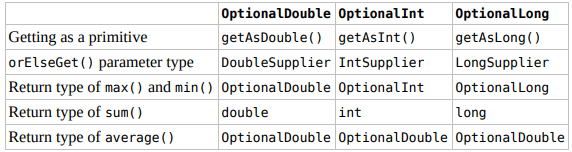 OptionalDouble OptionalInt OptionalLong
Getting as a primitive getAsDouble() getAsInt() getAsLong()
orElseGet() parameter type DoubleSupplier IntSupplier LongSupplier
Return type of max() and min() OptionalDouble OptionalInt OptionalLong
Return type of sum() double int long
Return type of average() OptionalDouble OptionalDouble OptionalDouble